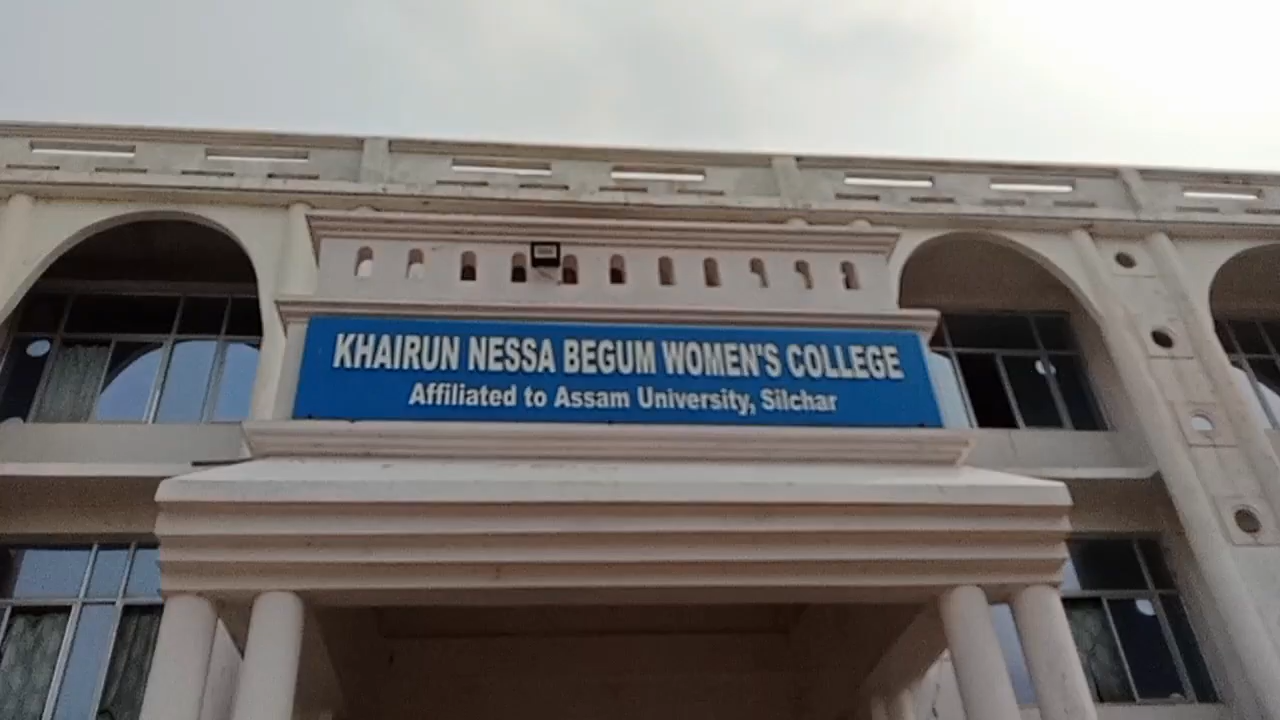 KHAIRUN NESSA BEGUM WOMEN'S COLLEGE
Affiliated to Assam University, Silchar